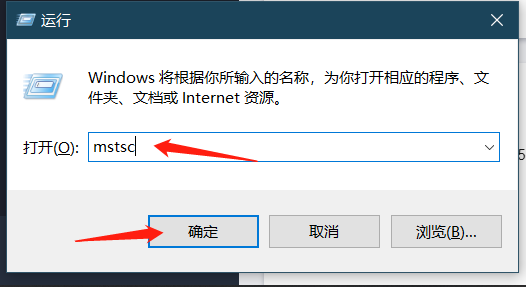 运行
Windows 将根据你所输入的名称，为你打开相应的程序、文
件夹、文档或 Internet 资源。
打开(O): mstsc
5
确定 取消 浏览(B)...